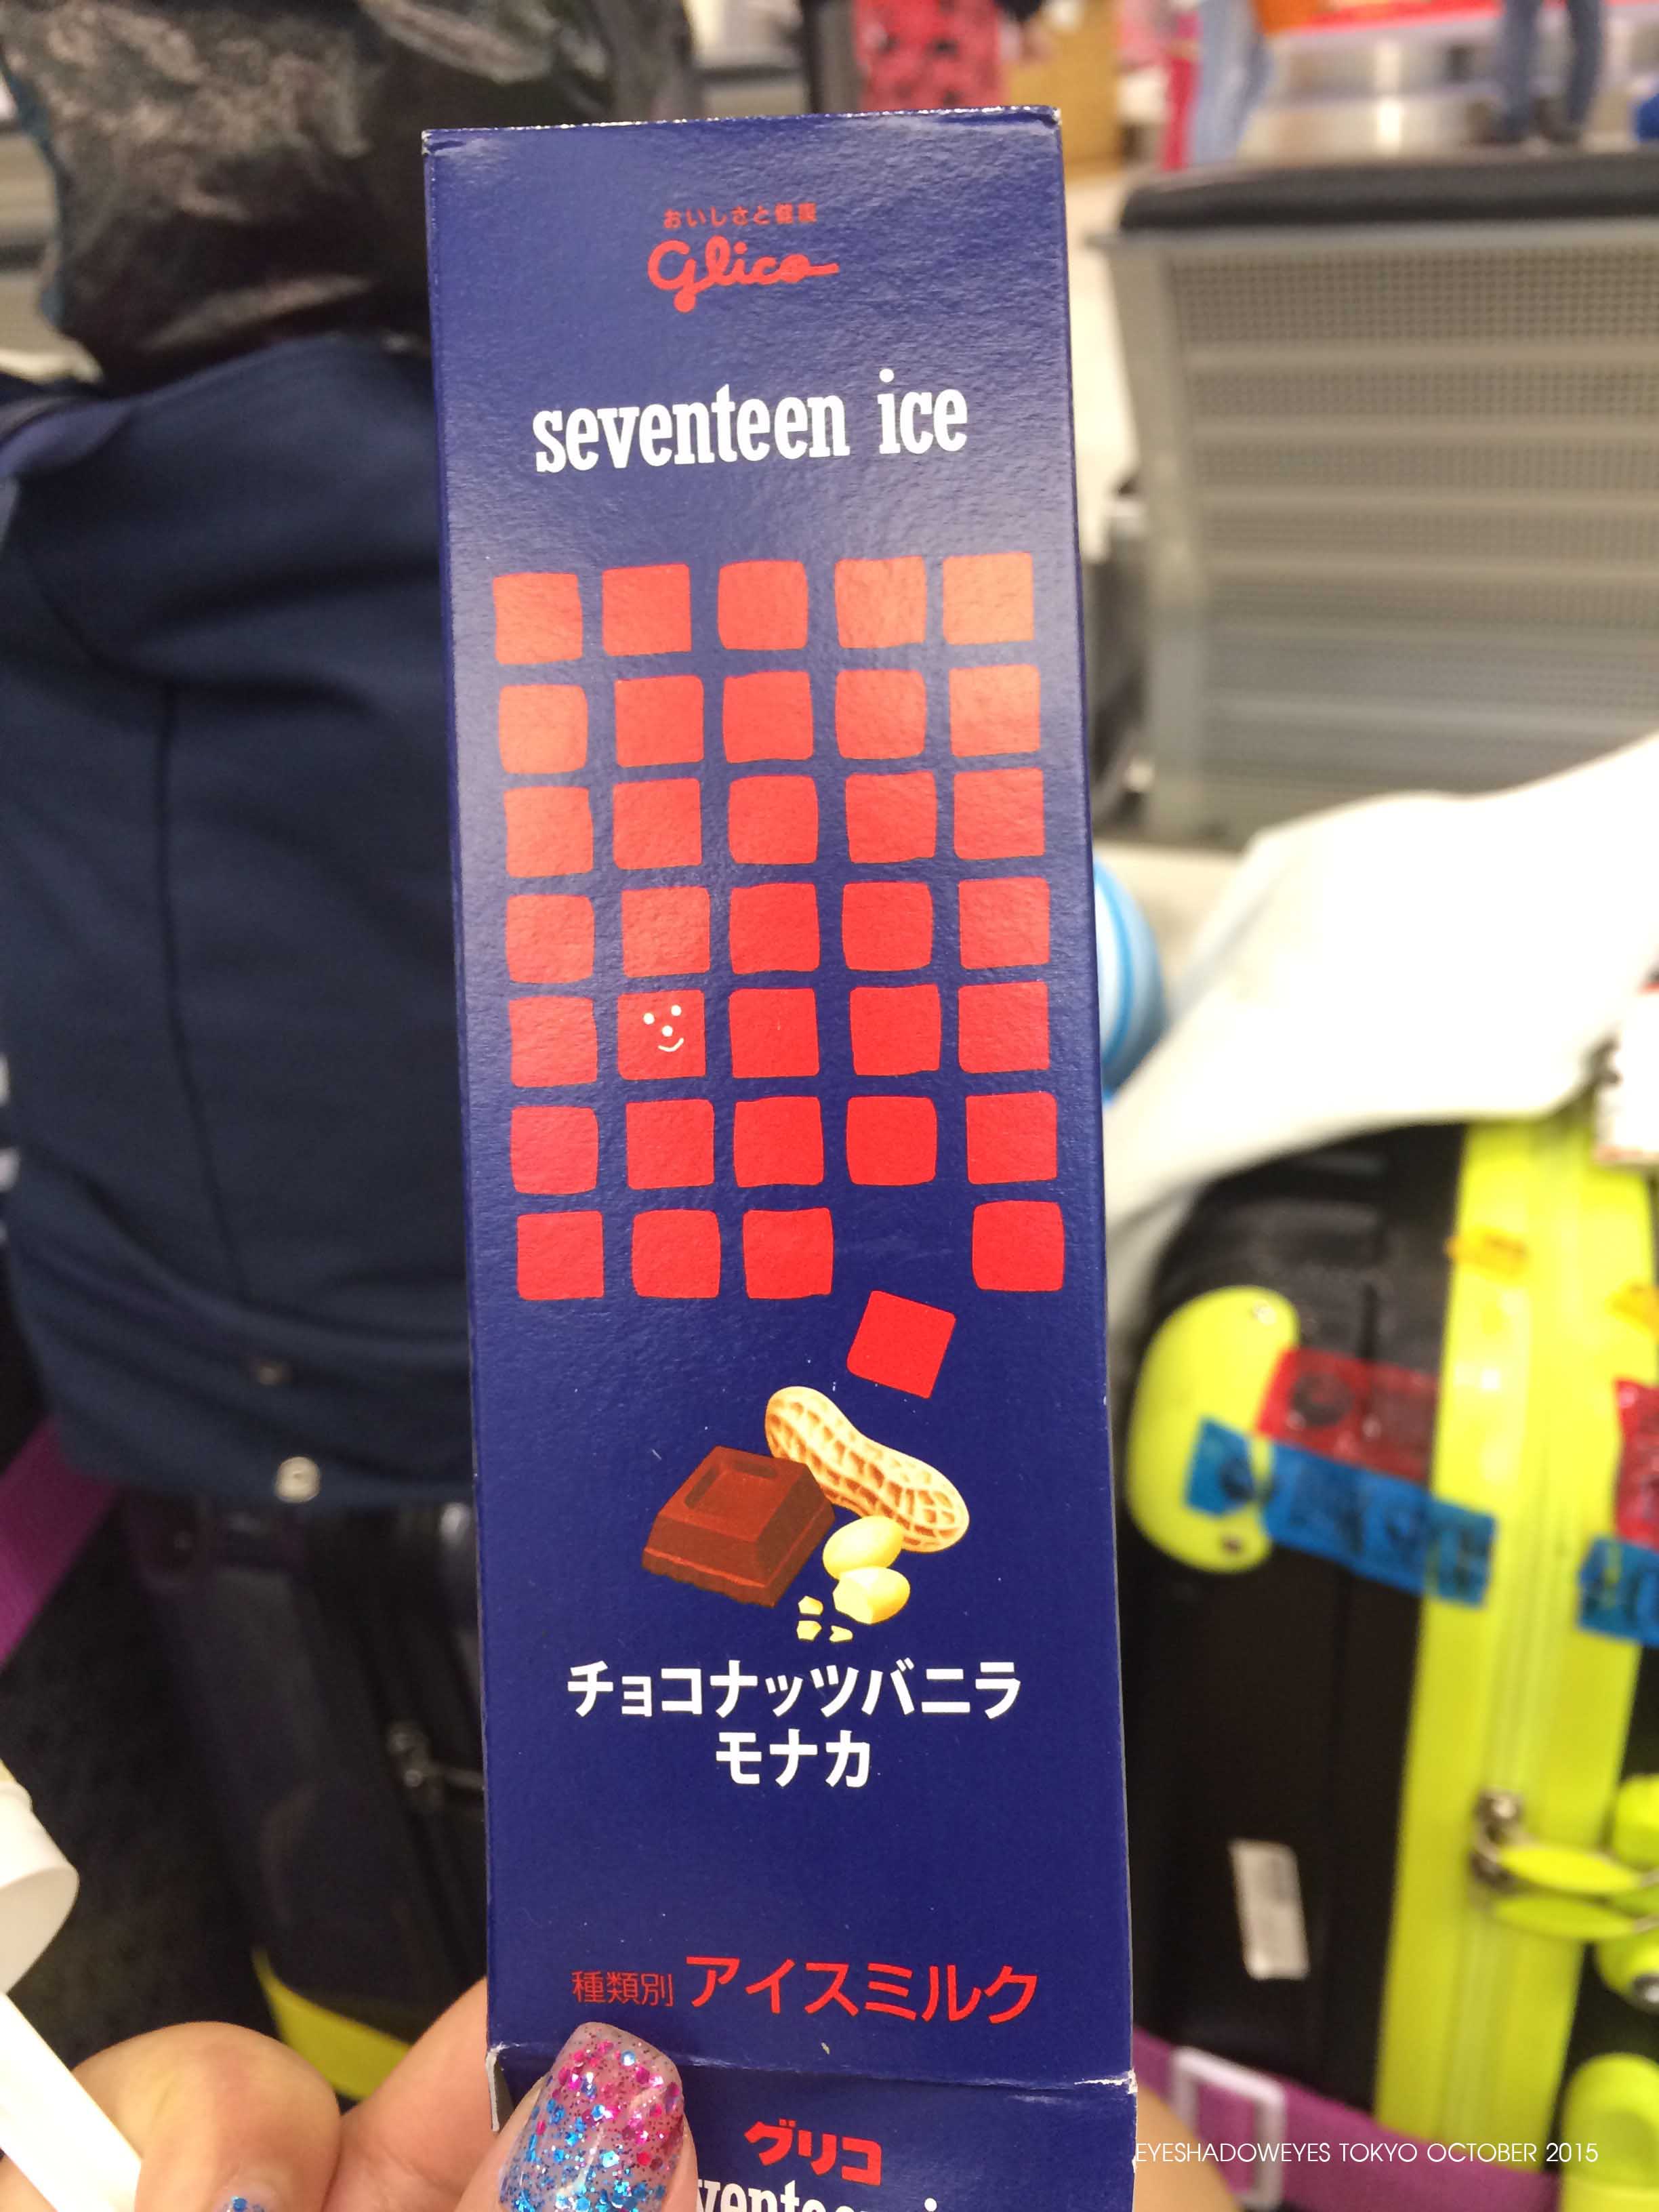 おいしさと健康
Glico
seventeen ice
チョコナッツバニラ
モナカ
種類別 アイスミルク
グリコ
EYESHADOWEYES TOKYO OCTOBER 2015